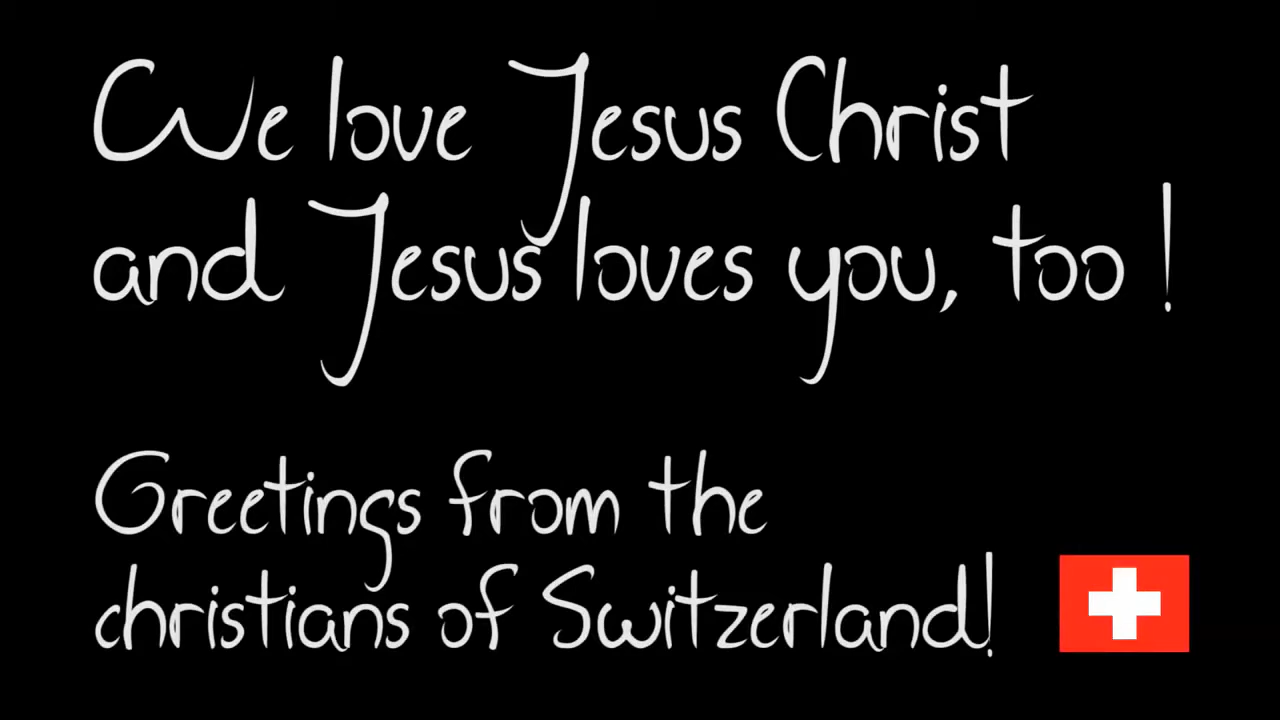 We love Jesus Christ
and Jesus loves you, too !
Greetings from the
christians of Switzerland!